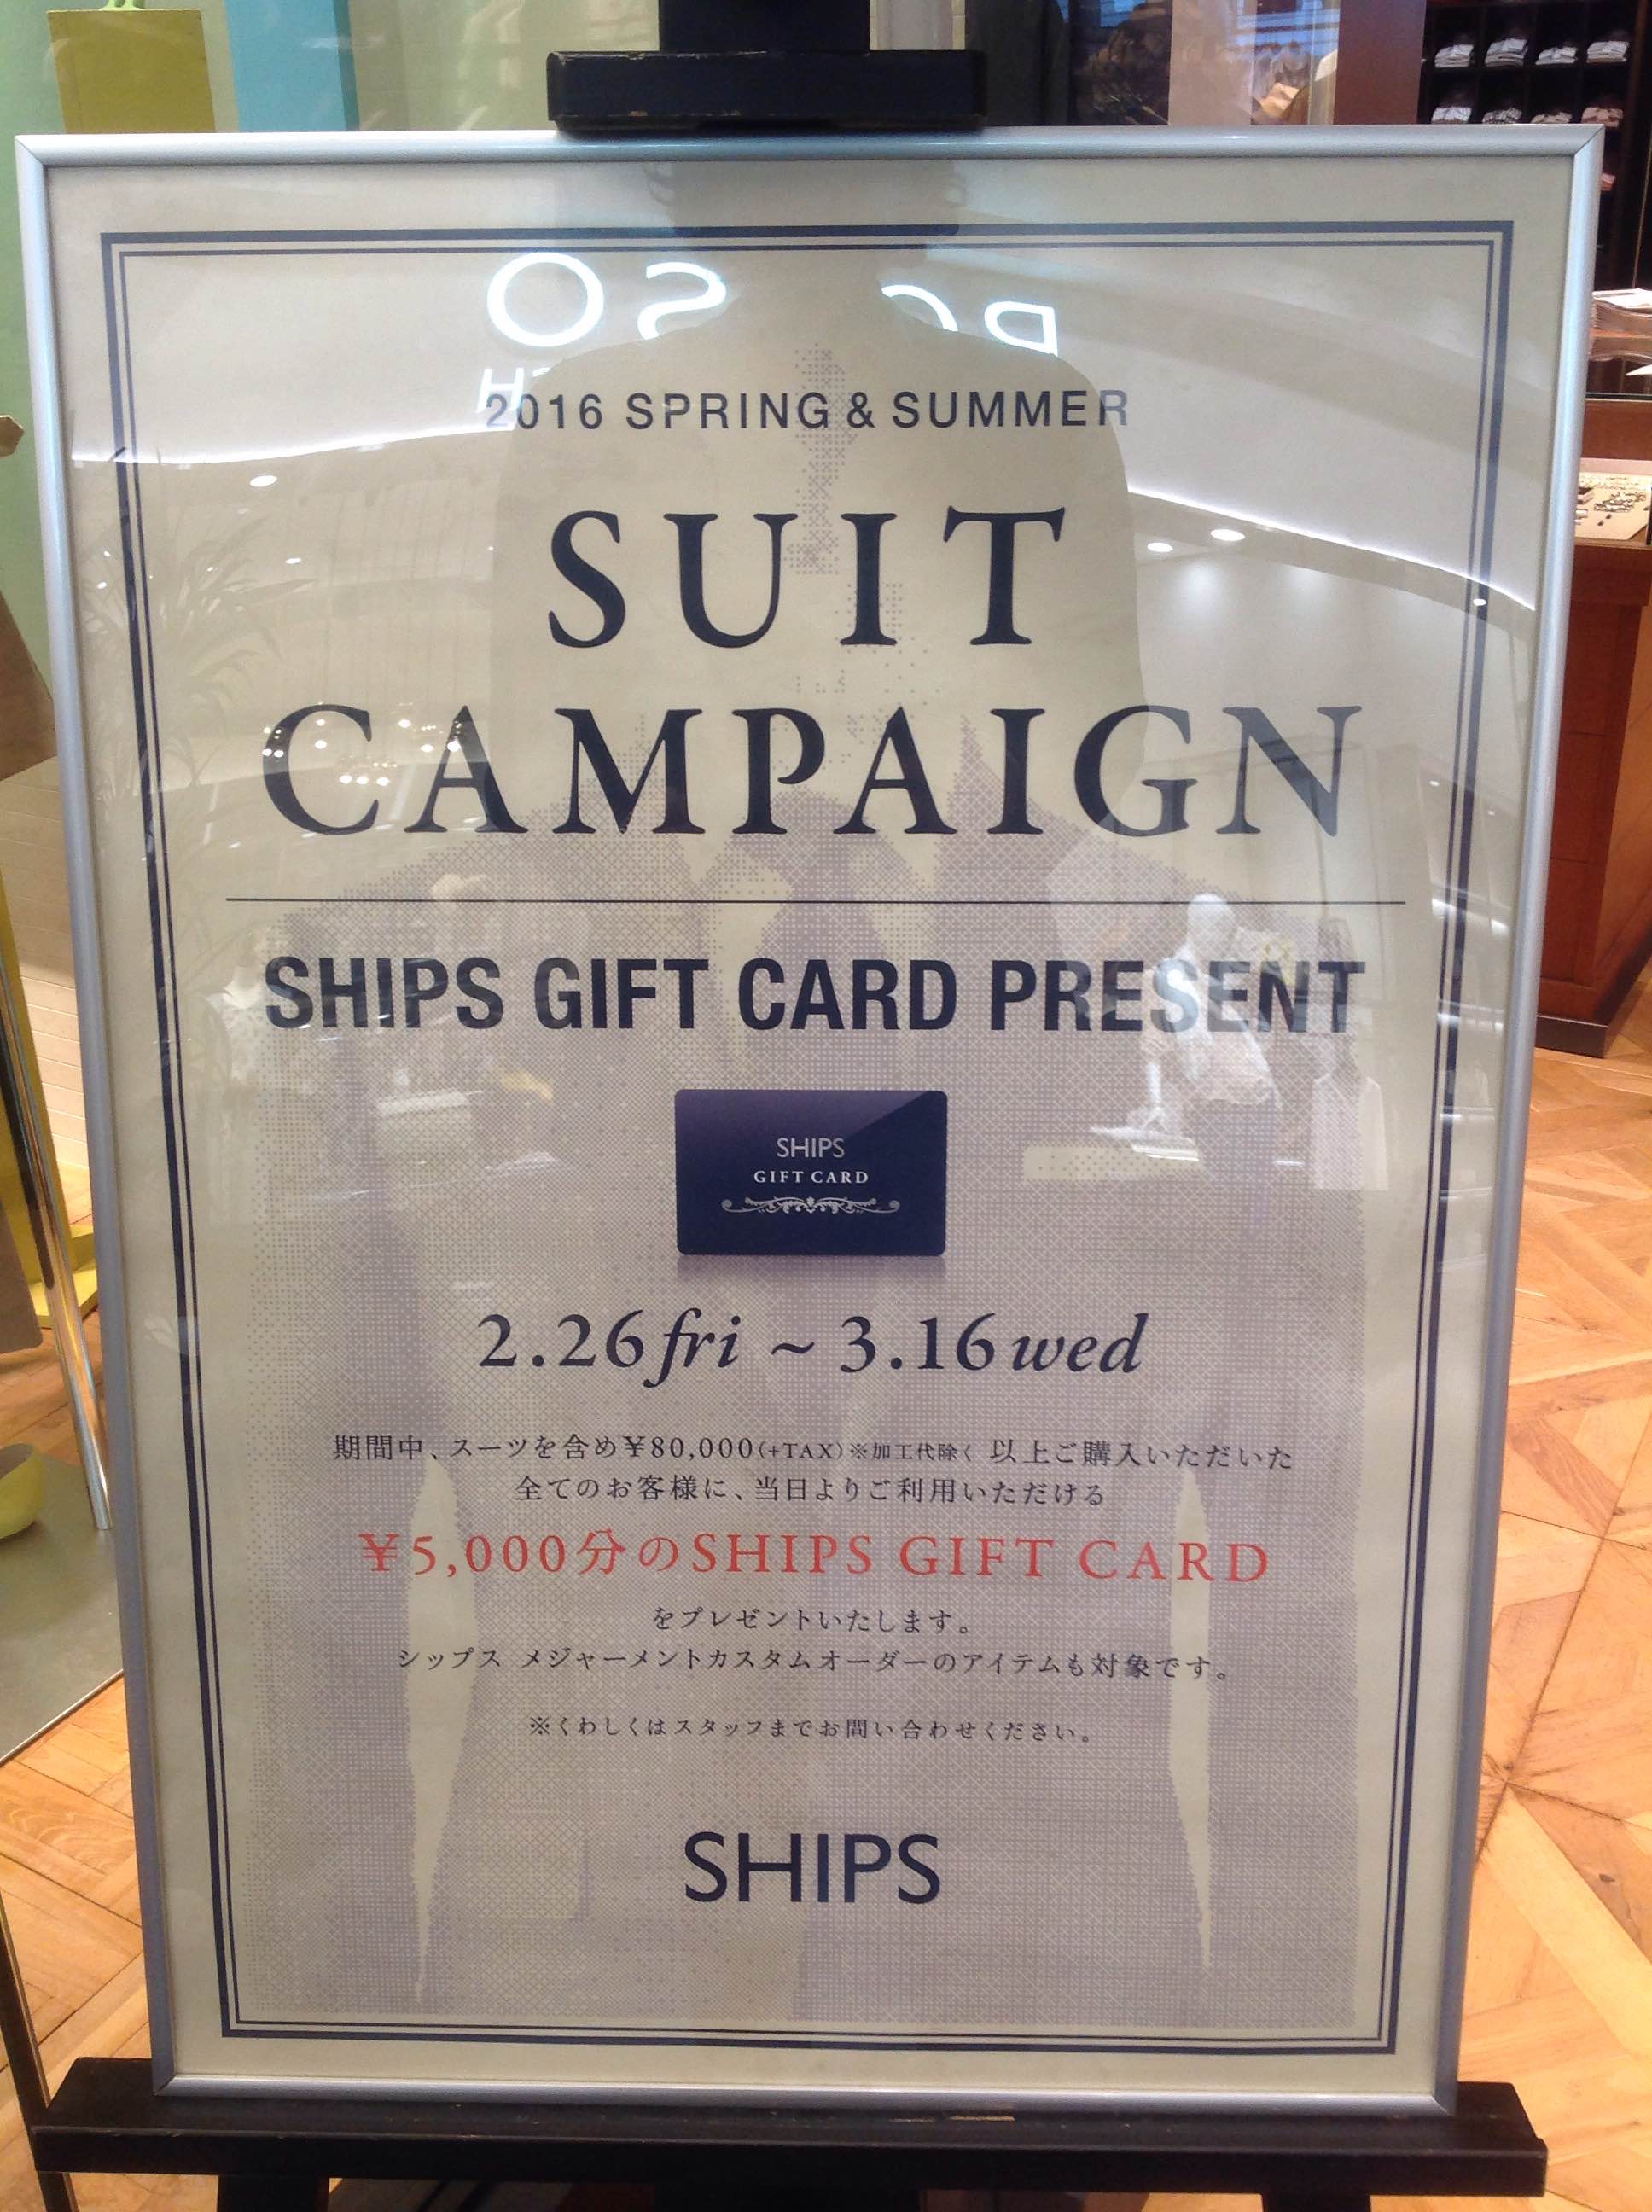 2016 SPRING & SUMMER
SUIT
CAMPAIGN
SHIPS GIFT CARD PRESENT
SHIPS
GIFT CARD
2.26 fri ~ 3.16 wed
期間中、スーツを含め¥80,000(+TAX)※加工代除く 以上ご購入いただいた
全てのお客様に、当日よりご利用いただける
¥5,000分のSHIPS GIFT CARD
をプレゼントいたします。
シップス メジャーメントカスタムオーダーのアイテムも対象です。
※くわしくはスタッフまでお問い合わせください。
SHIPS